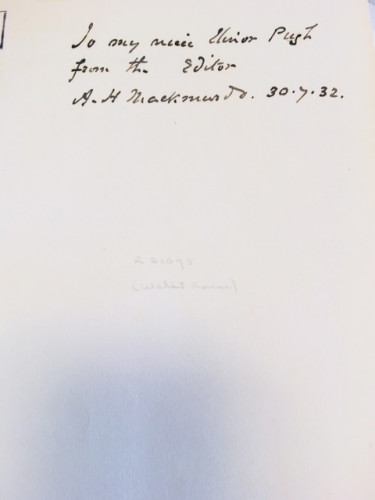 To my niece Elinor Pugh
from the Editor
A. H Mackmurdo. 30.7.32.